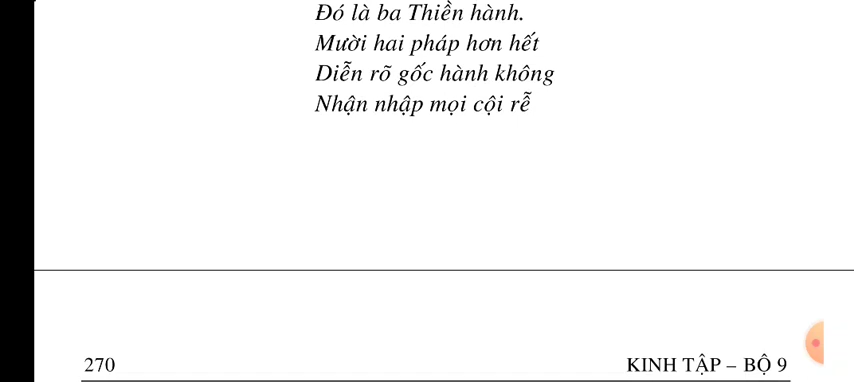 Đó là ba Thiền hành.
Mười hai pháp hơn hết
Diễn rõ gốc hành không
Nhận nhập mọi cội rễ
270
KINH TẬP – BỘ 9